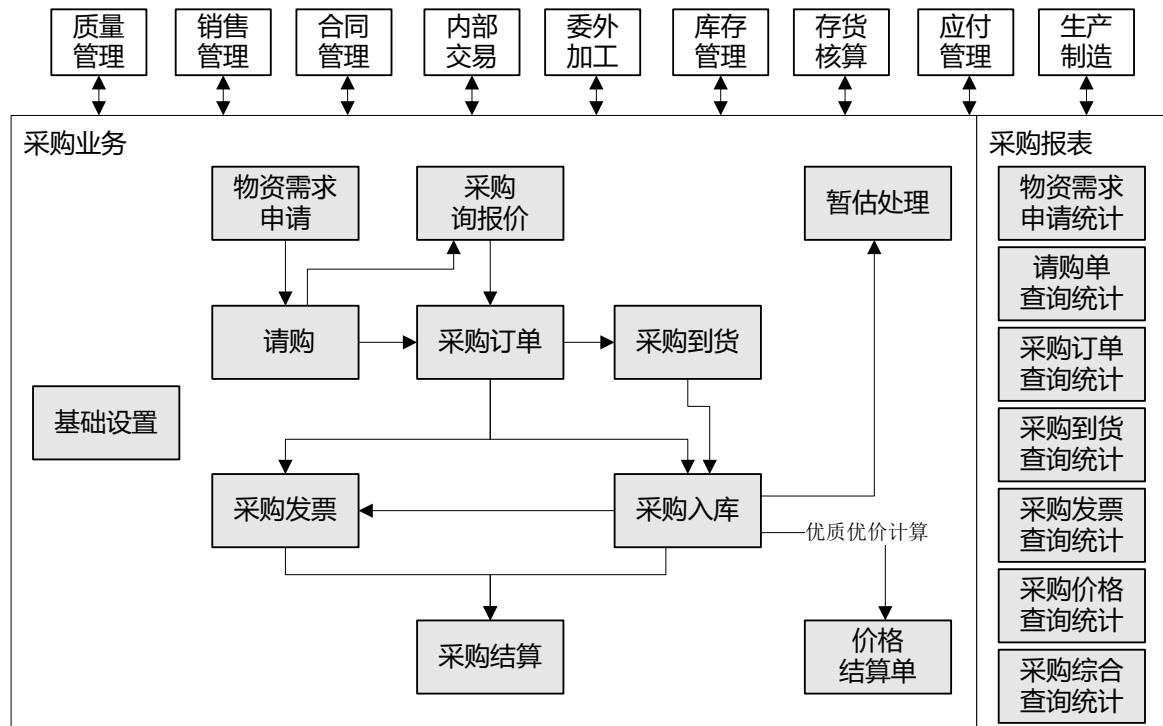 质量
管理
销售
管理
合同
管理
内部
交易
委外
加工
库存
管理
存货
核算
应付
管理
生产
制造
采购业务
物资需求
申请
采购
询报价
暂估处理
请购
采购订单
采购到货
基础设置
采购发票
采购入库
优质优价计算
采购结算
价格
结算单
采购报表
物资需求
申请统计
请购单
查询统计
采购订单
查询统计
采购到货
查询统计
采购发票
查询统计
采购价格
查询统计
采购综合
查询统计